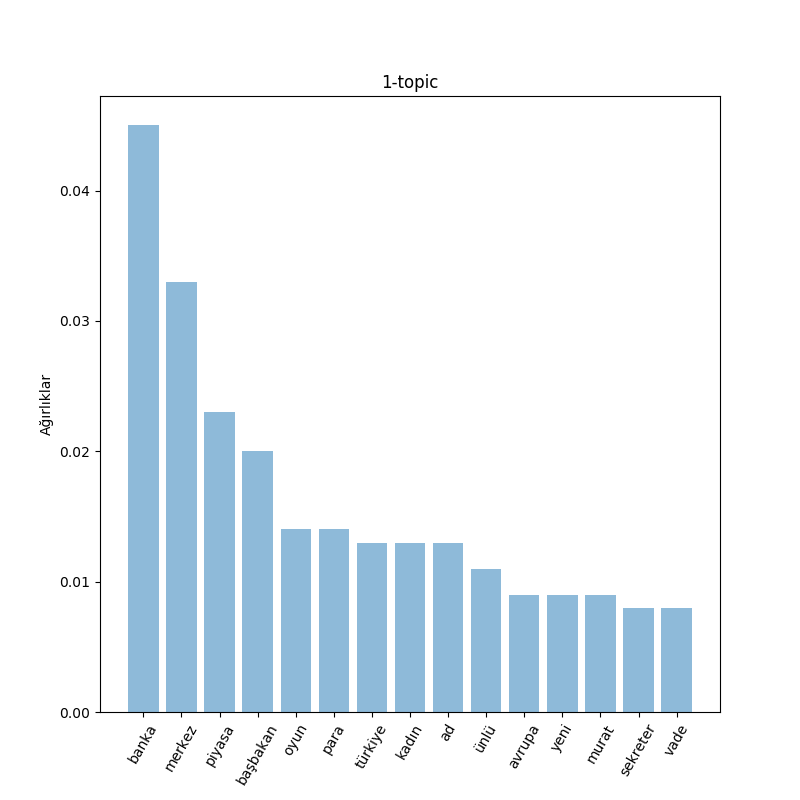 1-topic
Ağırlıklar
0.04
0.03
0.02
0.01
0.00
banka
merkez
piyasa
başbakan
oyun
para
türkiye
kadın
ad
ünlü
avrupa
yeni
murat
sekreter
vade